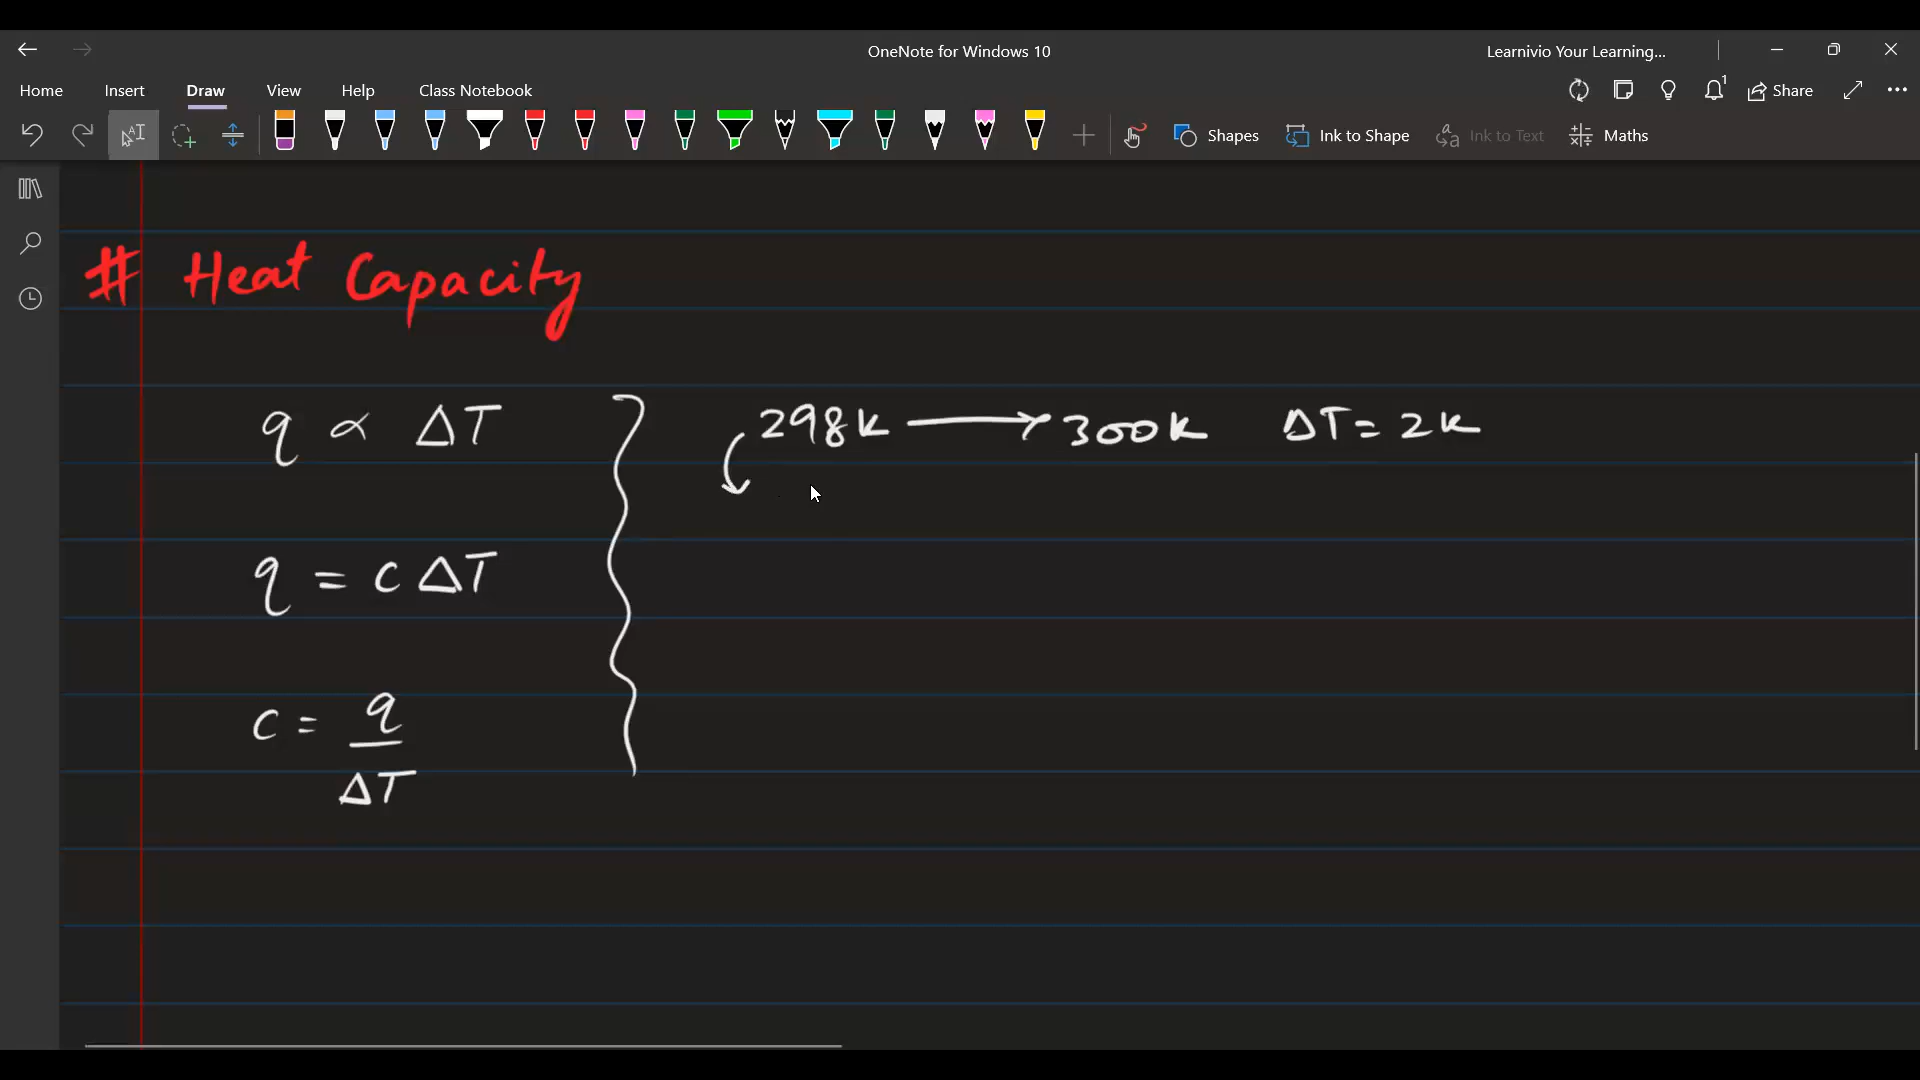 OneNote for Windows 10
Learnivio Your Learning...
Home Insert Draw View Help Class Notebook
1
Share
Shapes
Ink to Shape
Ink to Text
Maths
# Heat Capacity
q ∝ ΔT
298K → 300K ΔT = 2K
q = c ΔT
c = q
ΔT